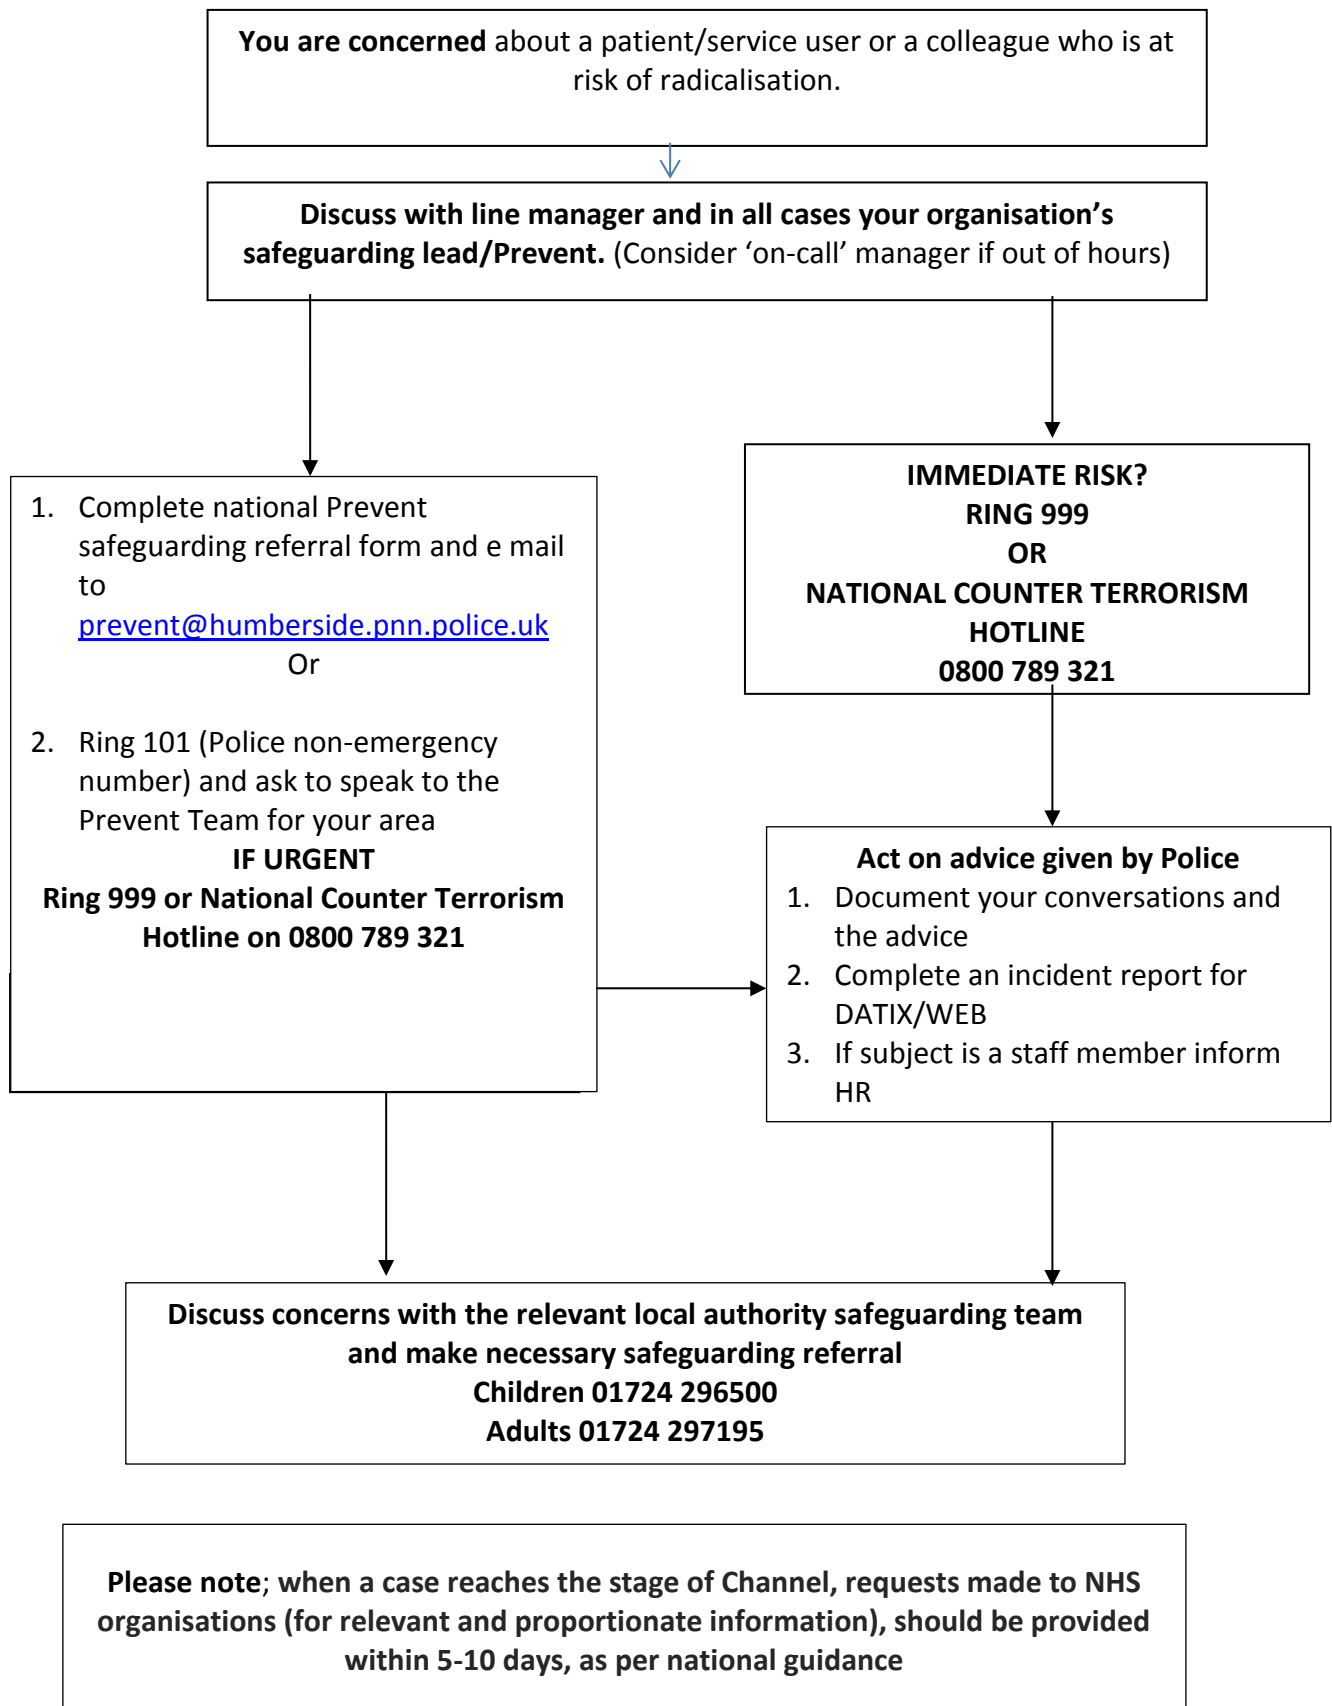 You are concerned about a patient/service user or a colleague who is at
risk of radicalisation.
Discuss with line manager and in all cases your organisation’s
safeguarding lead/Prevent. (Consider ‘on-call’ manager if out of hours)
1. Complete national Prevent
safeguarding referral form and e mail
to
prevent@humberside.pnn.police.uk
Or
2. Ring 101 (Police non-emergency
number) and ask to speak to the
Prevent Team for your area
IF URGENT
Ring 999 or National Counter Terrorism
Hotline on 0800 789 321
IMMEDIATE RISK?
RING 999
OR
NATIONAL COUNTER TERRORISM
HOTLINE
0800 789 321
Act on advice given by Police
1. Document your conversations and
the advice
2. Complete an incident report for
DATIX/WEB
3. If subject is a staff member inform
HR
Discuss concerns with the relevant local authority safeguarding team
and make necessary safeguarding referral
Children 01724 296500
Adults 01724 297195
Please note; when a case reaches the stage of Channel, requests made to NHS
organisations (for relevant and proportionate information), should be provided
within 5-10 days, as per national guidance